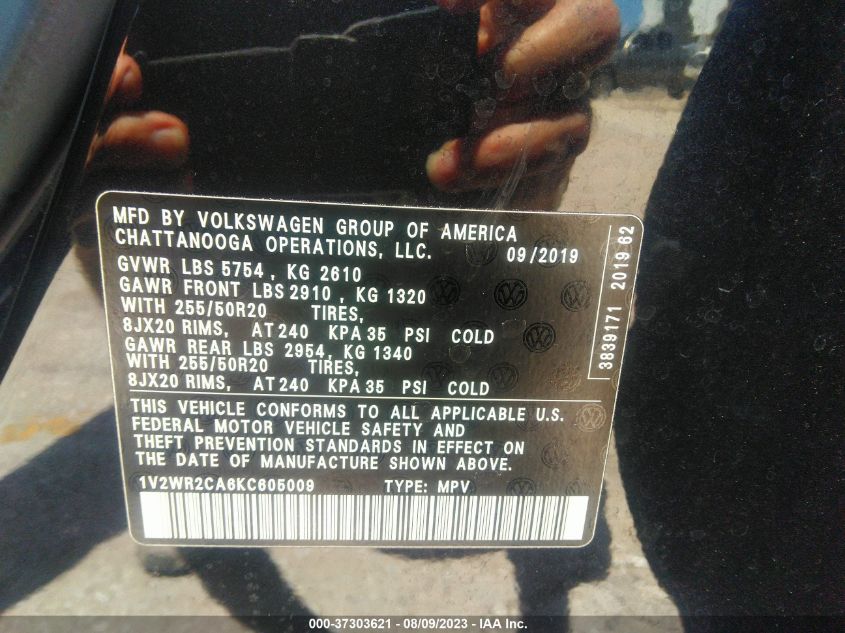 MFD BY VOLKSWAGEN GROUP OF AMERICA
CHATTANOOGA OPERATIONS, LLC. 09/2019
GVWR LBS 5754, KG 2610
GAWR FRONT LBS 2910, KG 1320
WITH 255/50R20 TIRES,
8JX20 RIMS, AT 240 KPA 35 PSI COLD
GAWR REAR LBS 2954, KG 1340
WITH 255/50R20 TIRES,
8JX20 RIMS, AT 240 KPA 35 PSI COLD
3839171 2019 62
THIS VEHICLE CONFORMS TO ALL APPLICABLE U.S.
FEDERAL MOTOR VEHICLE SAFETY AND
THEFT PREVENTION STANDARDS IN EFFECT ON
THE DATE OF MANUFACTURE SHOWN ABOVE.
1V2WR2CA6KC605009 TYPE: MPV
000-37303621 - 08/09/2023 - IAA Inc.